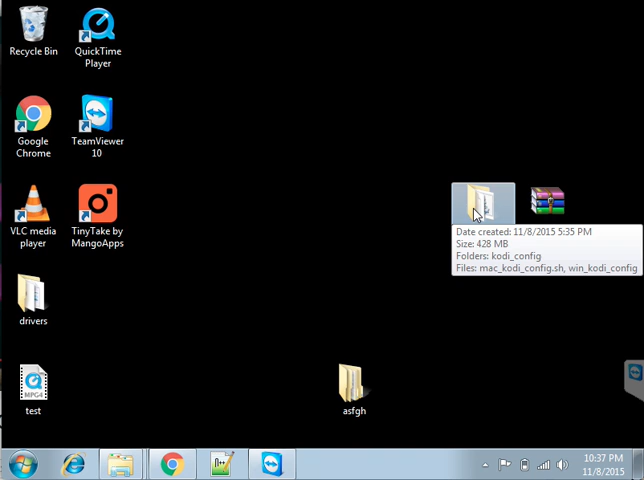 Recycle Bin
QuickTime
Player
Google
Chrome
TeamViewer
10
VLC media
player
TinyTake by
MangoApps
drivers
MPG4
test
asfgh
Date created: 11/8/2015 5:35 PM
Size: 428 MB
Folders: kodi_config
Files: mac_kodi_config.sh, win_kodi_config
10:37 PM
11/8/2015